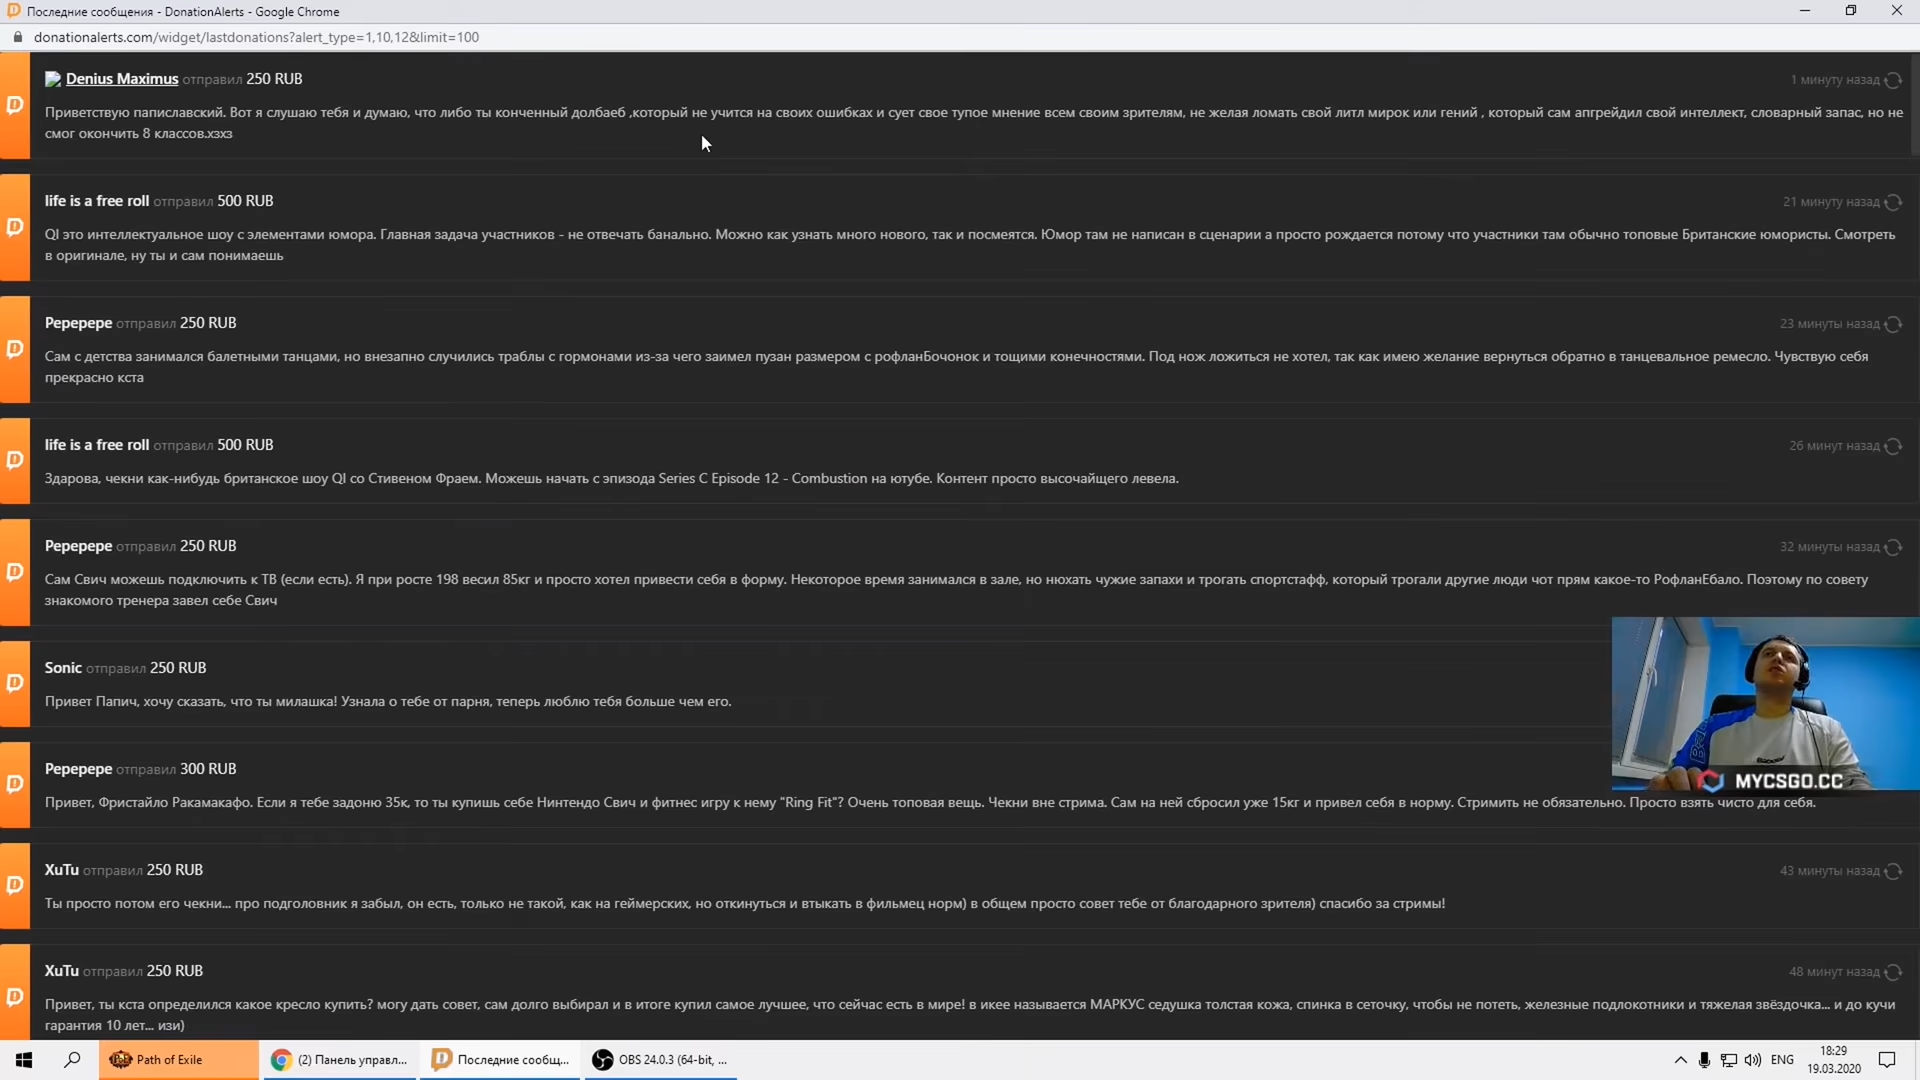 Последние сообщения - DonationAlerts - Google Chrome
donationalerts.com/widget/lastdonations?alert_type=1,10,12&limit=100
Denius Maximus отправил 250 RUB
1 минуту назад
Приветствую папиславский. Вот я слушаю тебя и думаю, что либо ты конченный долбаеб ,который не учится на своих ошибках и сует свое тупое мнение всем своим зрителям, не желая ломать свой литл мирок или гений , который сам апгрейдил свой интеллект, словарный запас, но не
смог окончить 8 классов.хзхз
life is a free roll отправил 500 RUB
21 минуту назад
QI это интеллектуальное шоу с элементами юмора. Главная задача участников - не отвечать банально. Можно как узнать много нового, так и посмеятся. Юмор там не написан в сценарии а просто рождается потому что участники там обычно топовые Британские юмористы. Смотреть
в оригинале, ну ты и сам понимаешь
Pepepepe отправил 250 RUB
23 минуты назад
Сам с детства занимался балетными танцами, но внезапно случились траблы с гормонами из-за чего заимел пузан размером с рофланБочонок и тощими конечностями. Под нож ложиться не хотел, так как имею желание вернуться обратно в танцевальное ремесло. Чувствую себя
прекрасно кста
life is a free roll отправил 500 RUB
26 минут назад
Здарова, чекни как-нибудь британское шоу QI со Стивеном Фраем. Можешь начать с эпизода Series C Episode 12 - Combustion на ютубе. Контент просто высочайщего левела.
Pepepepe отправил 250 RUB
32 минуты назад
Сам Свич можешь подключить к ТВ (если есть). Я при росте 198 весил 85кг и просто хотел привести себя в форму. Некоторое время занимался в зале, но нюхать чужие запахи и трогать спортстафф, который трогали другие люди чот прям какое-то РофланЕбало. Поэтому по совету
знакомого тренера завел себе Свич
Sonic отправил 250 RUB
Привет Папич, хочу сказать, что ты милашка! Узнала о тебе от парня, теперь люблю тебя больше чем его.
Pepepepe отправил 300 RUB
MYCSGO.CC
Привет, Фристайло Ракамакафо. Если я тебе задоню 35к, то ты купишь себе Нинтендо Свич и фитнес игру к нему "Ring Fit"? Очень топовая вещь. Чекни вне стрима. Сам на ней сбросил уже 15кг и привел себя в норму. Стримить не обязательно. Просто взять чисто для себя.
XuTu отправил 250 RUB
43 минуты назад
Ты просто потом его чекни... про подголовник я забыл, он есть, только не такой, как на геймерских, но откинуться и втыкать в фильмец норм) в общем просто совет тебе от благодарного зрителя) спасибо за стримы!
XuTu отправил 250 RUB
48 минут назад
Привет, ты кста определился какое кресло купить? могу дать совет, сам долго выбирал и в итоге купил самое лучшее, что сейчас есть в мире! в икее называется МАРКУС седушка толстая кожа, спинка в сеточку, чтобы не потеть, железные подлокотники и тяжелая звёздочка... и до кучи
гарантия 10 лет... изи)
Path of Exile
(2) Панель управл...
Последние сообщ...
OBS 24.0.3 (64-bit, ...
ENG
18:29
19.03.2020